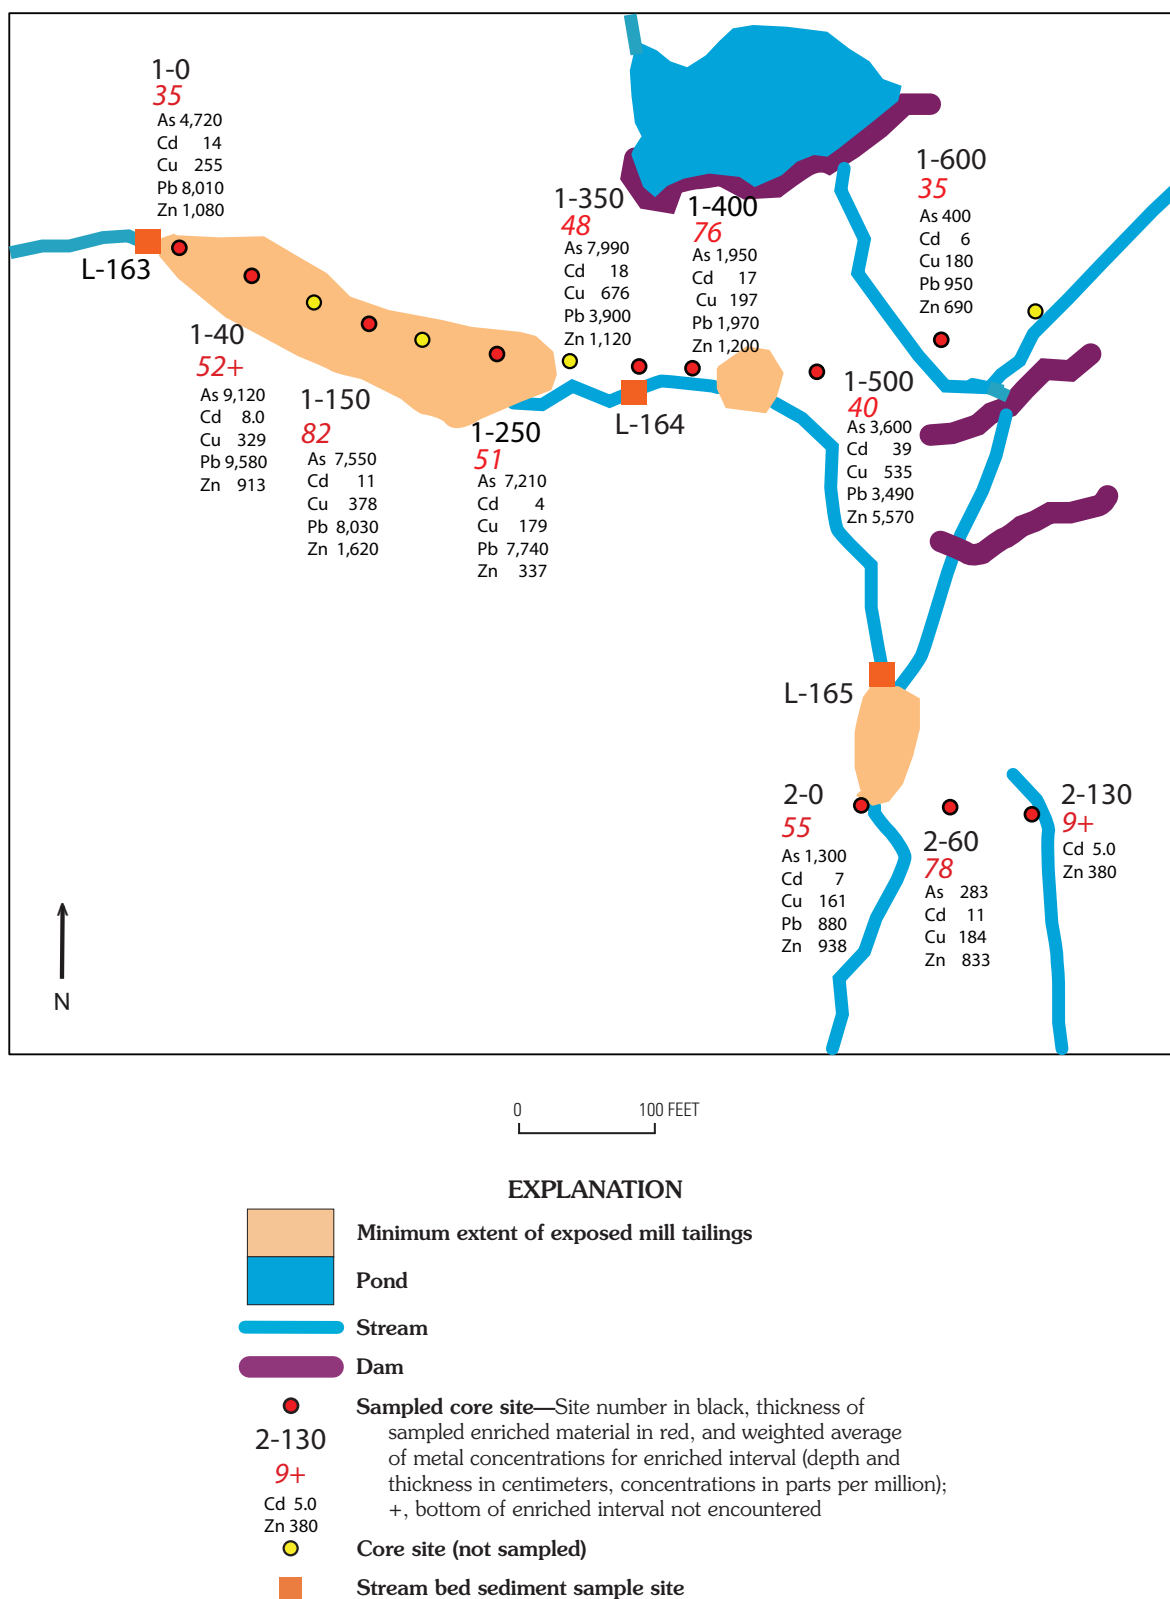 1-0
35
As 4,720
Cd 14
Cu 255
Pb 8,010
Zn 1,080
L-163
1-40
52+
As 9,120
Cd 8.0
Cu 329
Pb 9,580
Zn 913
1-150
82
As 7,550
Cd 11
Cu 378
Pb 8,030
Zn 1,620
1-250
51
As 7,210
Cd 4
Cu 179
Pb 7,740
Zn 337
1-350
48
As 7,990
Cd 18
Cu 676
Pb 3,900
Zn 1,120
L-164
1-400
76
As 1,950
Cd 17
Cu 197
Pb 1,970
Zn 1,200
1-500
40
As 3,600
Cd 39
Cu 535
Pb 3,490
Zn 5,570
1-600
35
As 400
Cd 6
Cu 180
Pb 950
Zn 690
L-165
2-0
55
As 1,300
Cd 7
Cu 161
Pb 880
Zn 938
2-60
78
As 283
Cd 11
Cu 184
Zn 833
2-130
9+
Cd 5.0
Zn 380
N
0 100 FEET
EXPLANATION
Minimum extent of exposed mill tailings
Pond
Stream
Dam
Sampled core site—Site number in black, thickness of
sampled enriched material in red, and weighted average
of metal concentrations for enriched interval (depth and
thickness in centimeters, concentrations in parts per million);
+, bottom of enriched interval not encountered
2-130
9+
Cd 5.0
Zn 380
Core site (not sampled)
Stream bed sediment sample site